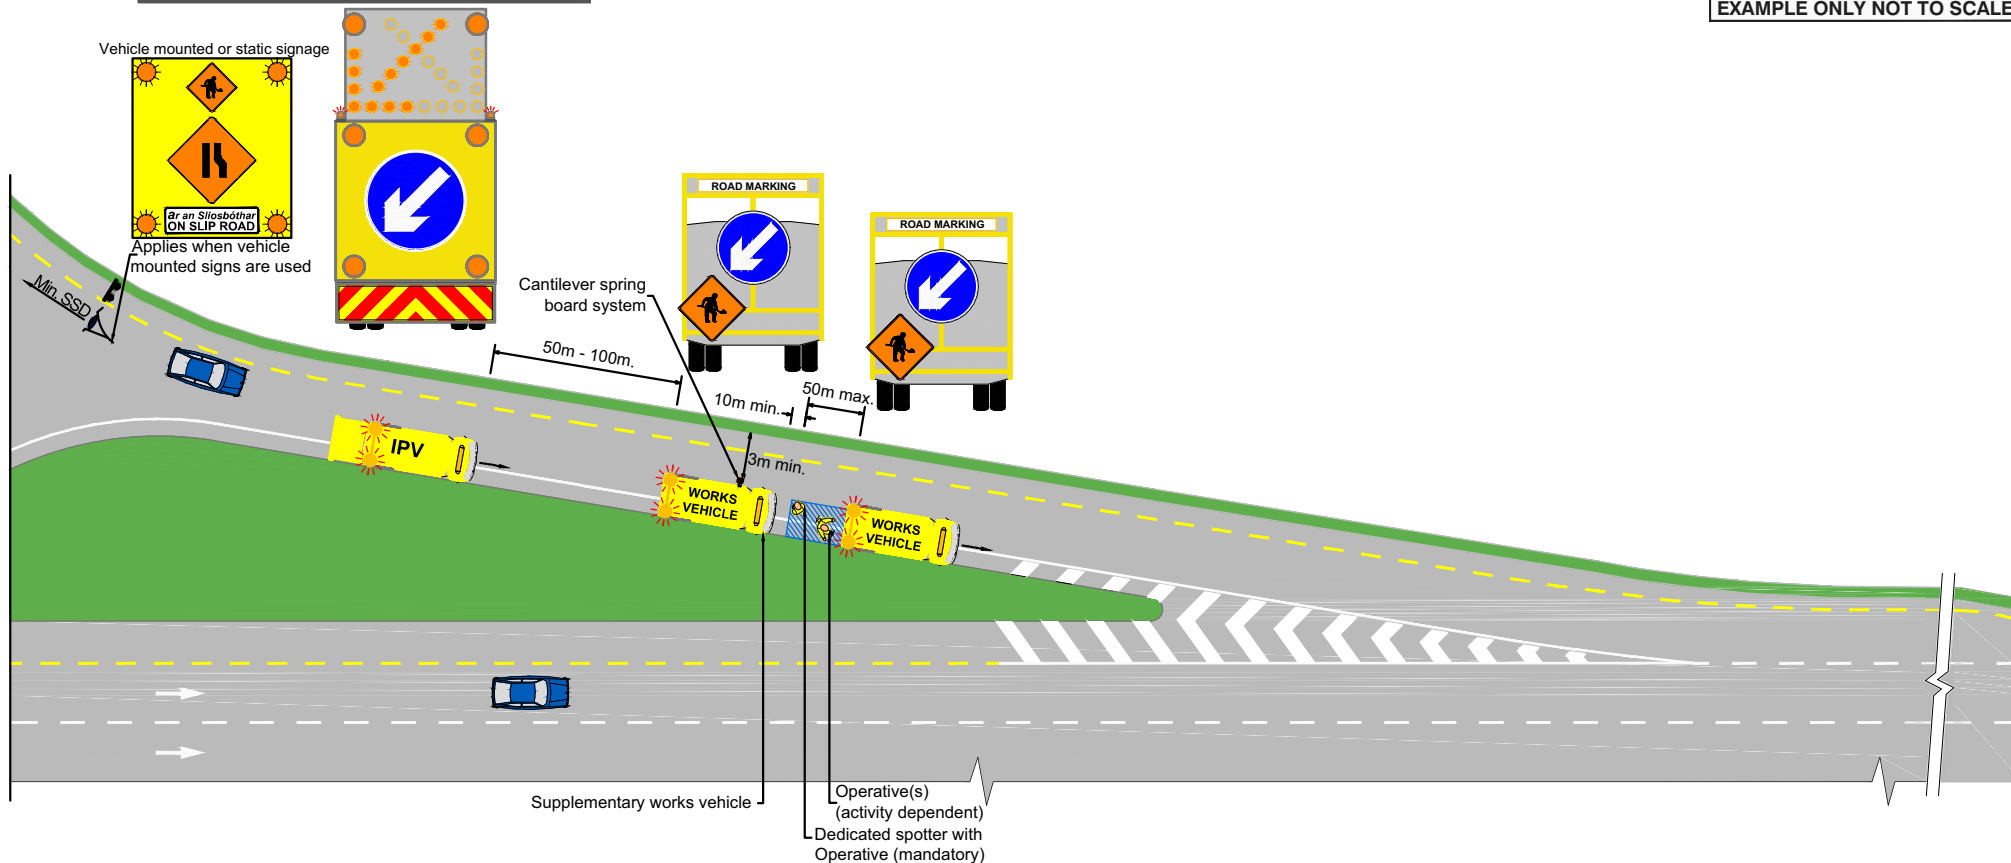 EXAMPLE ONLY NOT TO SCALE
Vehicle mounted or static signage
ar an Sliosbóthar
ON SLIP ROAD
Applies when vehicle
mounted signs are used
Min. SSD
ROAD MARKING
ROAD MARKING
Cantilever spring
board system
50m - 100m.
10m min.
50m max.
3m min.
IPV
WORKS
VEHICLE
WORKS
VEHICLE
Supplementary works vehicle
Operative(s)
(activity dependent)
Dedicated spotter with
Operative (mandatory)